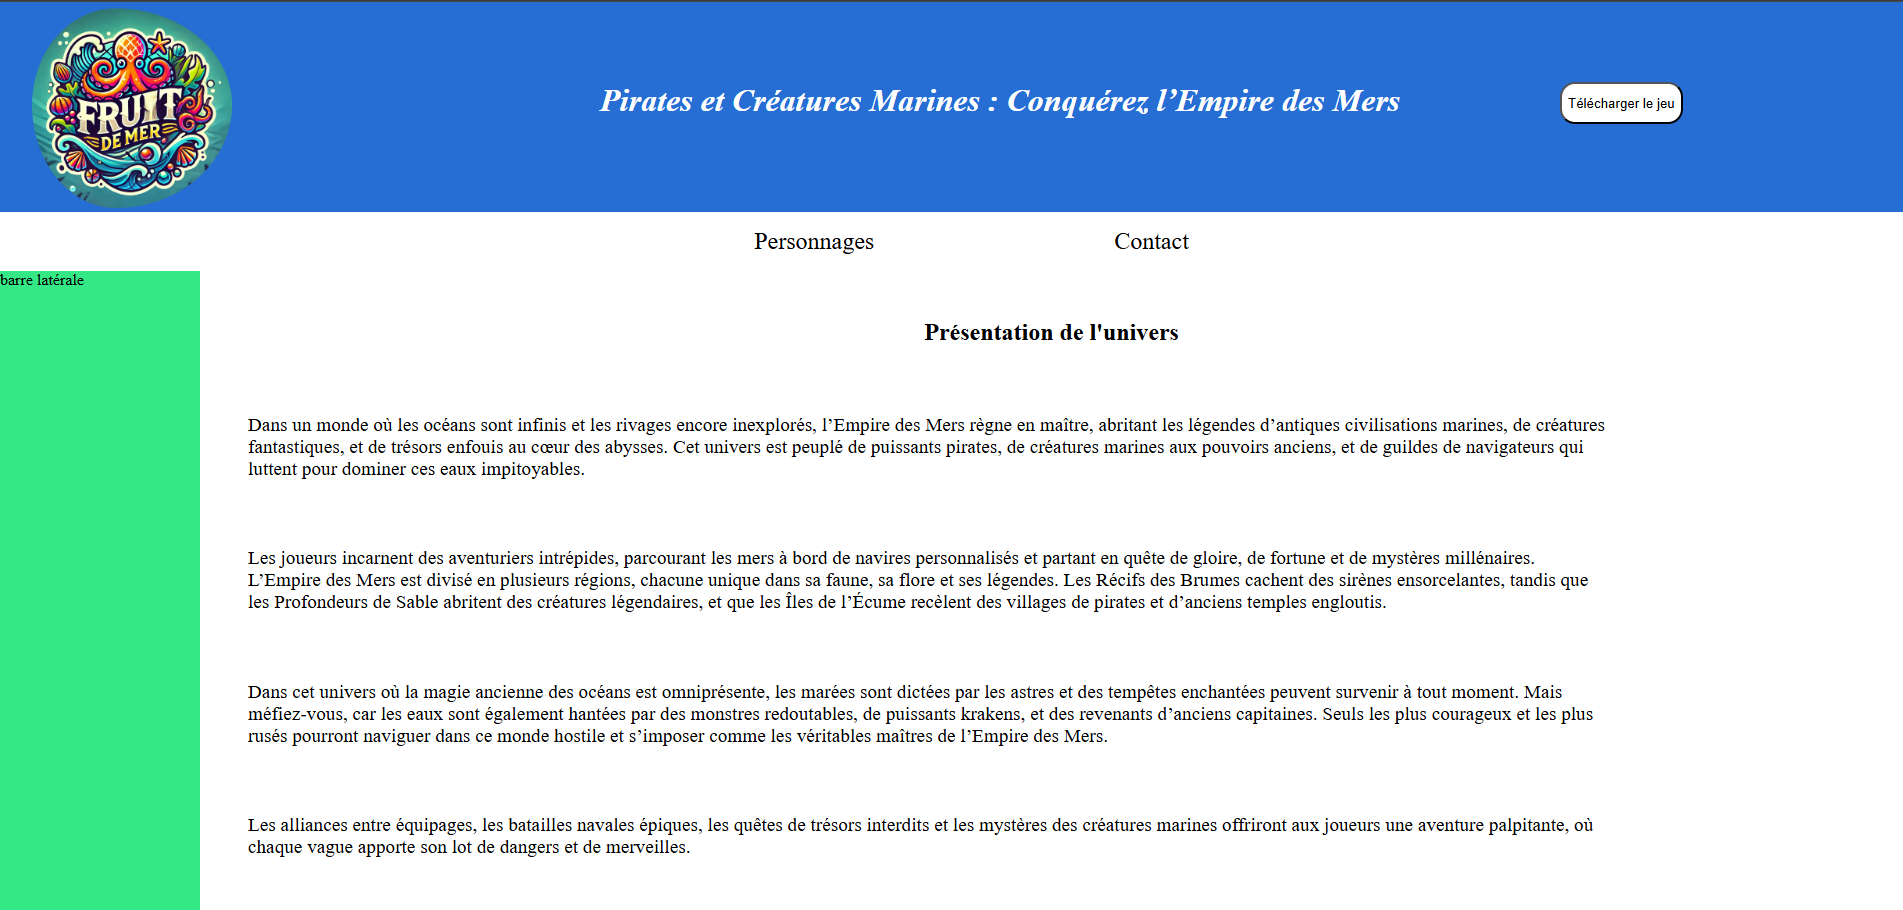 FRUIT
DE MER
Pirates et Créatures Marines : Conquérez l’Empire des Mers
Télécharger le jeu
Personnages
Contact
barre latérale
Présentation de l'univers
Dans un monde où les océans sont infinis et les rivages encore inexplorés, l’Empire des Mers règne en maître, abritant les légendes d’antiques civilisations marines, de créatures
fantastiques, et de trésors enfouis au cœur des abysses. Cet univers est peuplé de puissants pirates, de créatures marines aux pouvoirs anciens, et de guildes de navigateurs qui
luttent pour dominer ces eaux impitoyables.
Les joueurs incarnent des aventuriers intrépides, parcourant les mers à bord de navires personnalisés et partant en quête de gloire, de fortune et de mystères millénaires.
L’Empire des Mers est divisé en plusieurs régions, chacune unique dans sa faune, sa flore et ses légendes. Les Récifs des Brumes cachent des sirènes ensorcelantes, tandis que
les Profondeurs de Sable abritent des créatures légendaires, et que les Îles de l’Écume recèlent des villages de pirates et d’anciens temples engloutis.
Dans cet univers où la magie ancienne des océans est omniprésente, les marées sont dictées par les astres et des tempêtes enchantées peuvent survenir à tout moment. Mais
méfiez-vous, car les eaux sont également hantées par des monstres redoutables, de puissants krakens, et des revenants d’anciens capitaines. Seuls les plus courageux et les plus
rusés pourront naviguer dans ce monde hostile et s’imposer comme les véritables maîtres de l’Empire des Mers.
Les alliances entre équipages, les batailles navales épiques, les quêtes de trésors interdits et les mystères des créatures marines offriront aux joueurs une aventure palpitante, où
chaque vague apporte son lot de dangers et de merveilles.